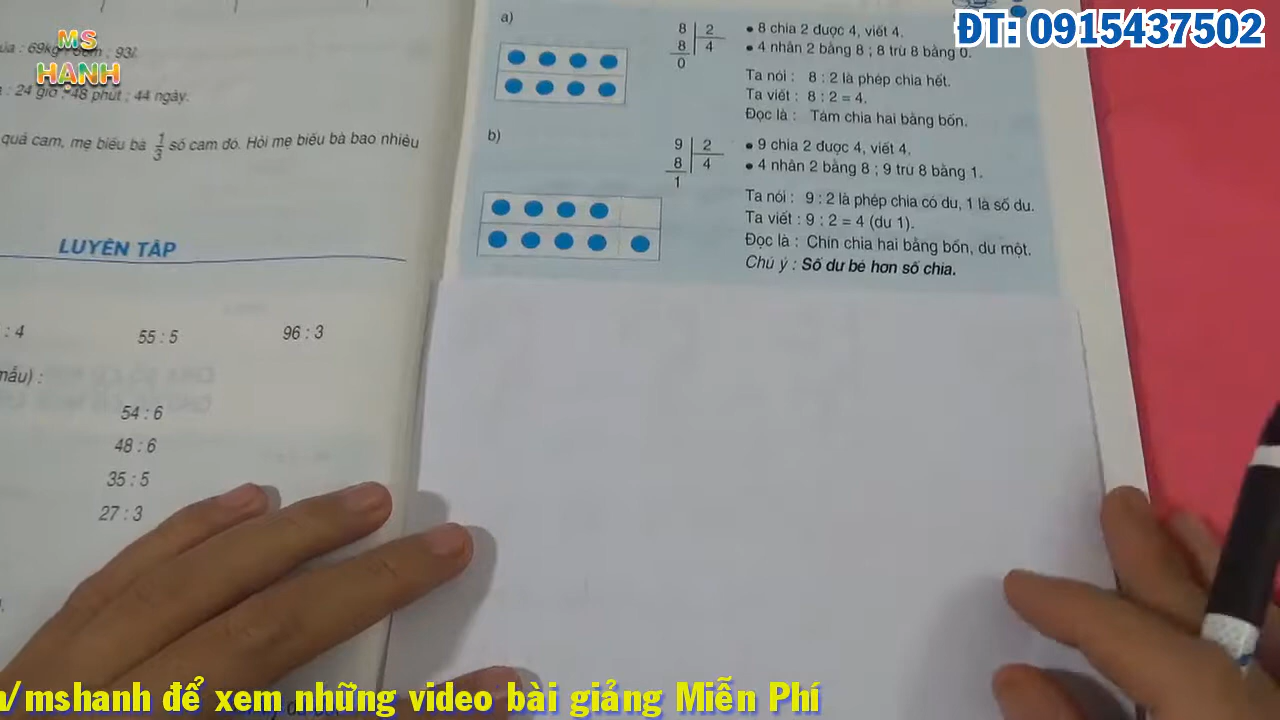 MS
HẠNH
ĐT: 0915437502
: 69kg
; 93l.
: 24 giờ ; 48 phút ; 44 ngày.
quả cam, mẹ biếu bà 1/3 số cam đó. Hỏi mẹ biếu bà bao nhiêu
LUYỆN TẬP
: 4
55 : 5
96 : 3
mẫu) :
54 : 6
48 : 6
35 : 5
27 : 3
a)
8 2
8 4
0
• 8 chia 2 được 4, viết 4.
• 4 nhân 2 bằng 8 ; 8 trừ 8 bằng 0.
Ta nói : 8 : 2 là phép chia hết.
Ta viết : 8 : 2 = 4.
Đọc là : Tám chia hai bằng bốn.
b)
9 2
8 4
1
• 9 chia 2 được 4, viết 4.
• 4 nhân 2 bằng 8 ; 9 trừ 8 bằng 1.
Ta nói : 9 : 2 là phép chia có dư, 1 là số dư.
Ta viết : 9 : 2 = 4 (dư 1).
Đọc là : Chín chia hai bằng bốn, dư một.
Chú ý : Số dư bé hơn số chia.
/mshanh để xem những video bài giảng Miễn Phí